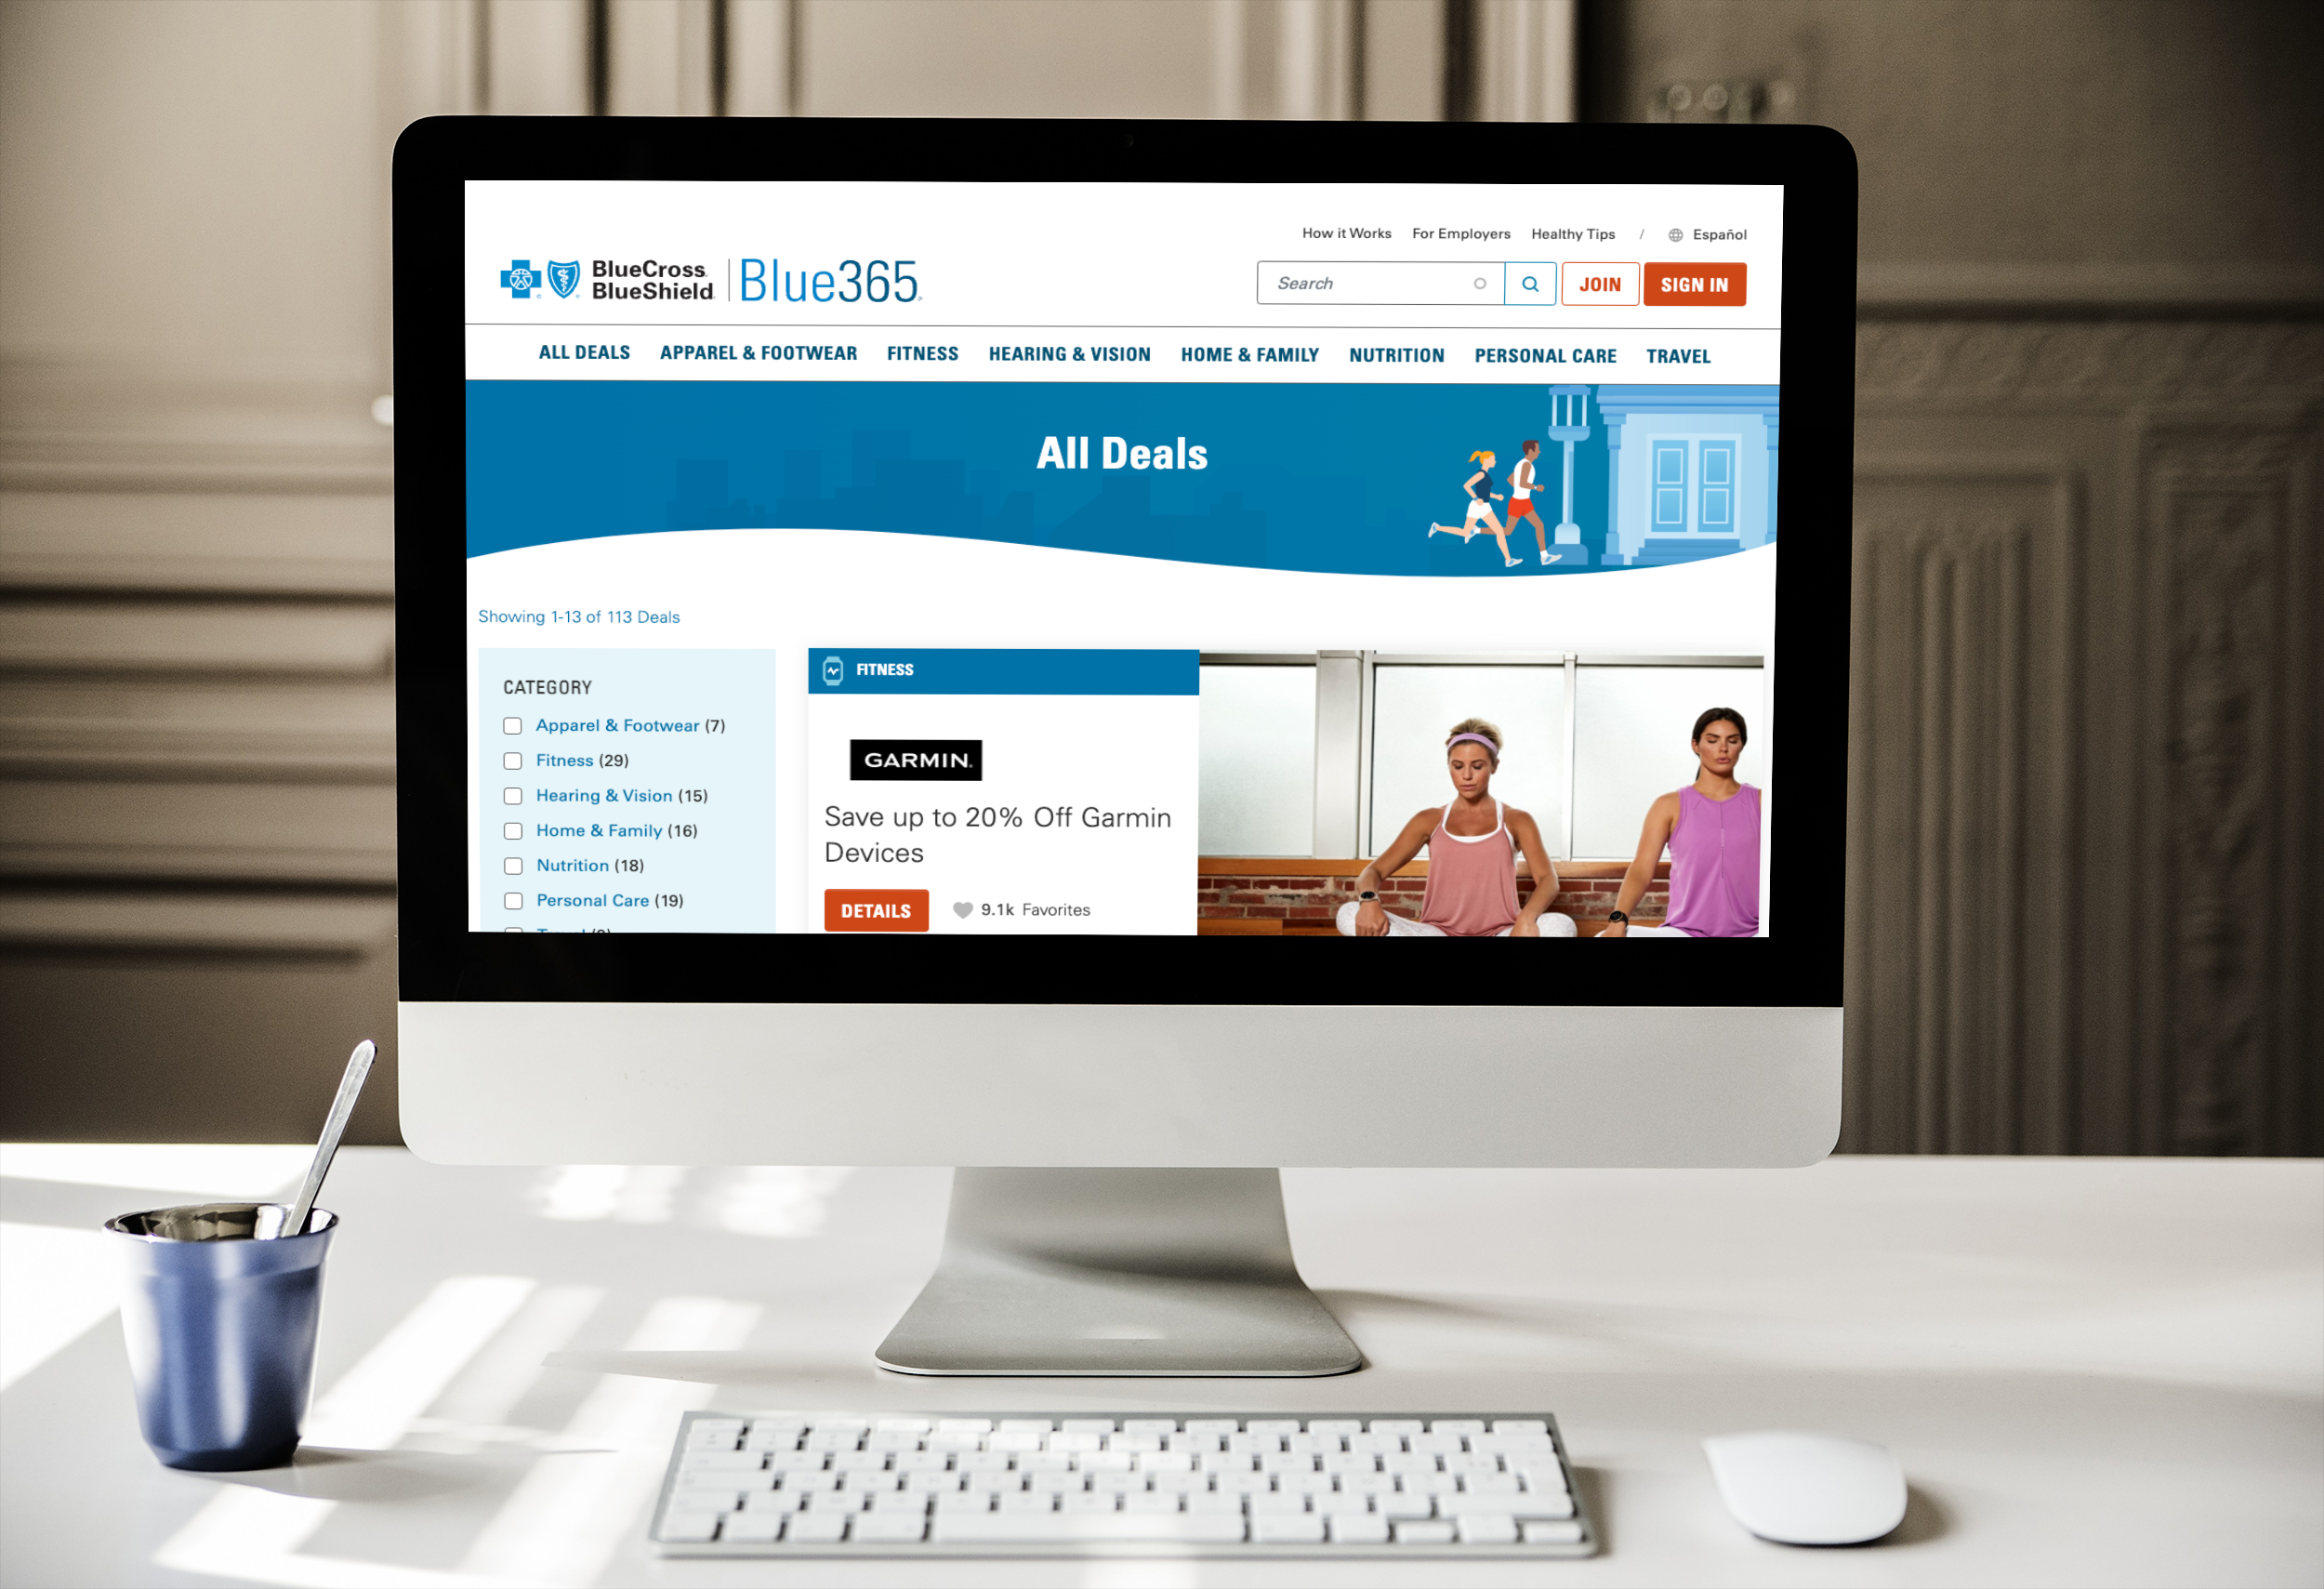 How it Works For Employers Healthy Tips / Español
BlueCross
BlueShield
Blue365
Search
JOIN
SIGN IN
ALL DEALS APPAREL & FOOTWEAR FITNESS HEARING & VISION HOME & FAMILY NUTRITION PERSONAL CARE TRAVEL
All Deals
Showing 1-13 of 113 Deals
CATEGORY
Apparel & Footwear (7)
Fitness (29)
Hearing & Vision (15)
Home & Family (16)
Nutrition (18)
Personal Care (19)
FITNESS
GARMIN
Save up to 20% Off Garmin
Devices
DETAILS
9.1k Favorites